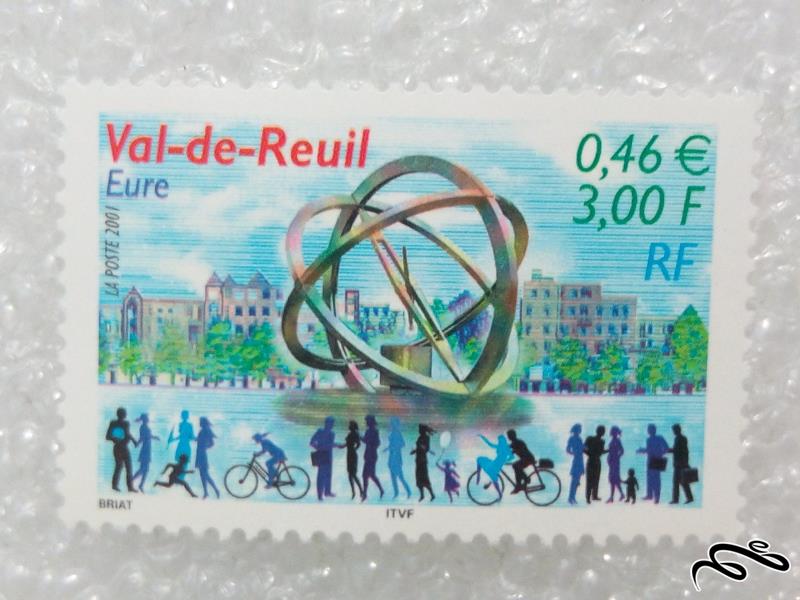 Val-de-Reuil
Eure
LA POSTE 2001
0,46 €
3,00 F
RF
BRIAT
ITVF